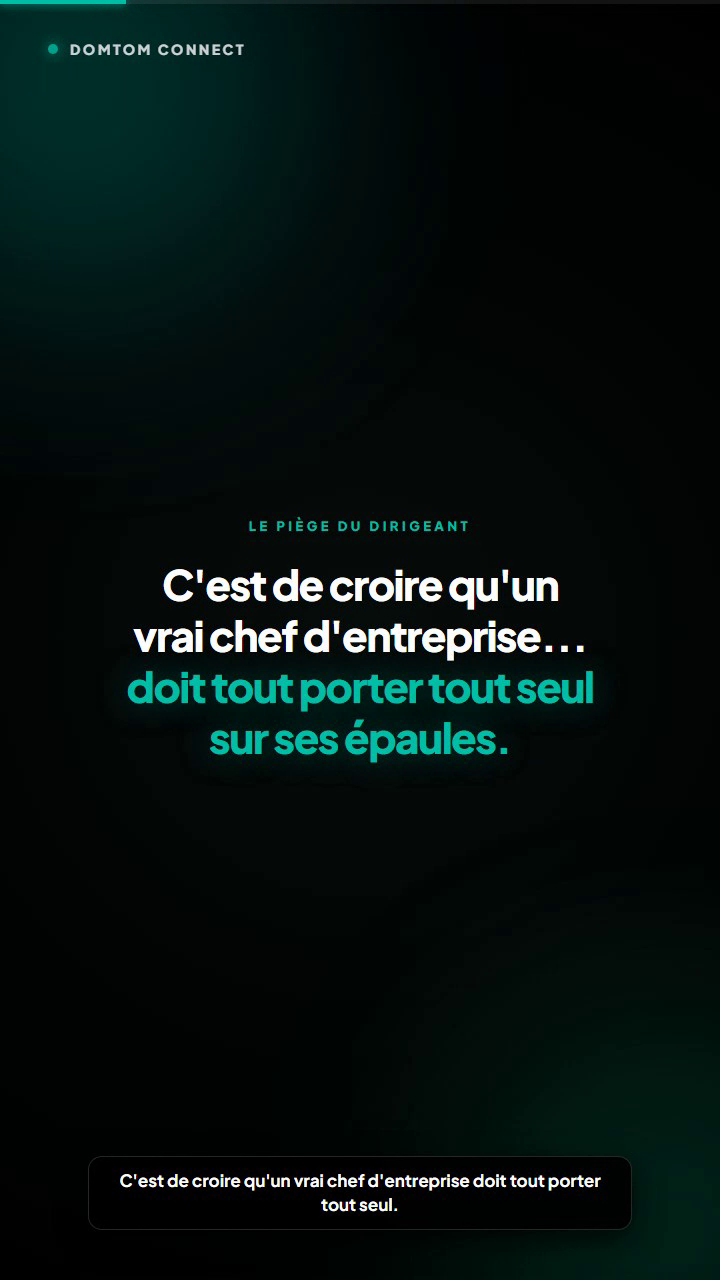 DOMTOM CONNECT
LE PIÈGE DU DIRIGEANT
C'est de croire qu'un
vrai chef d'entreprise...
doit tout porter tout seul
sur ses épaules.
C'est de croire qu'un vrai chef d'entreprise doit tout porter
tout seul.